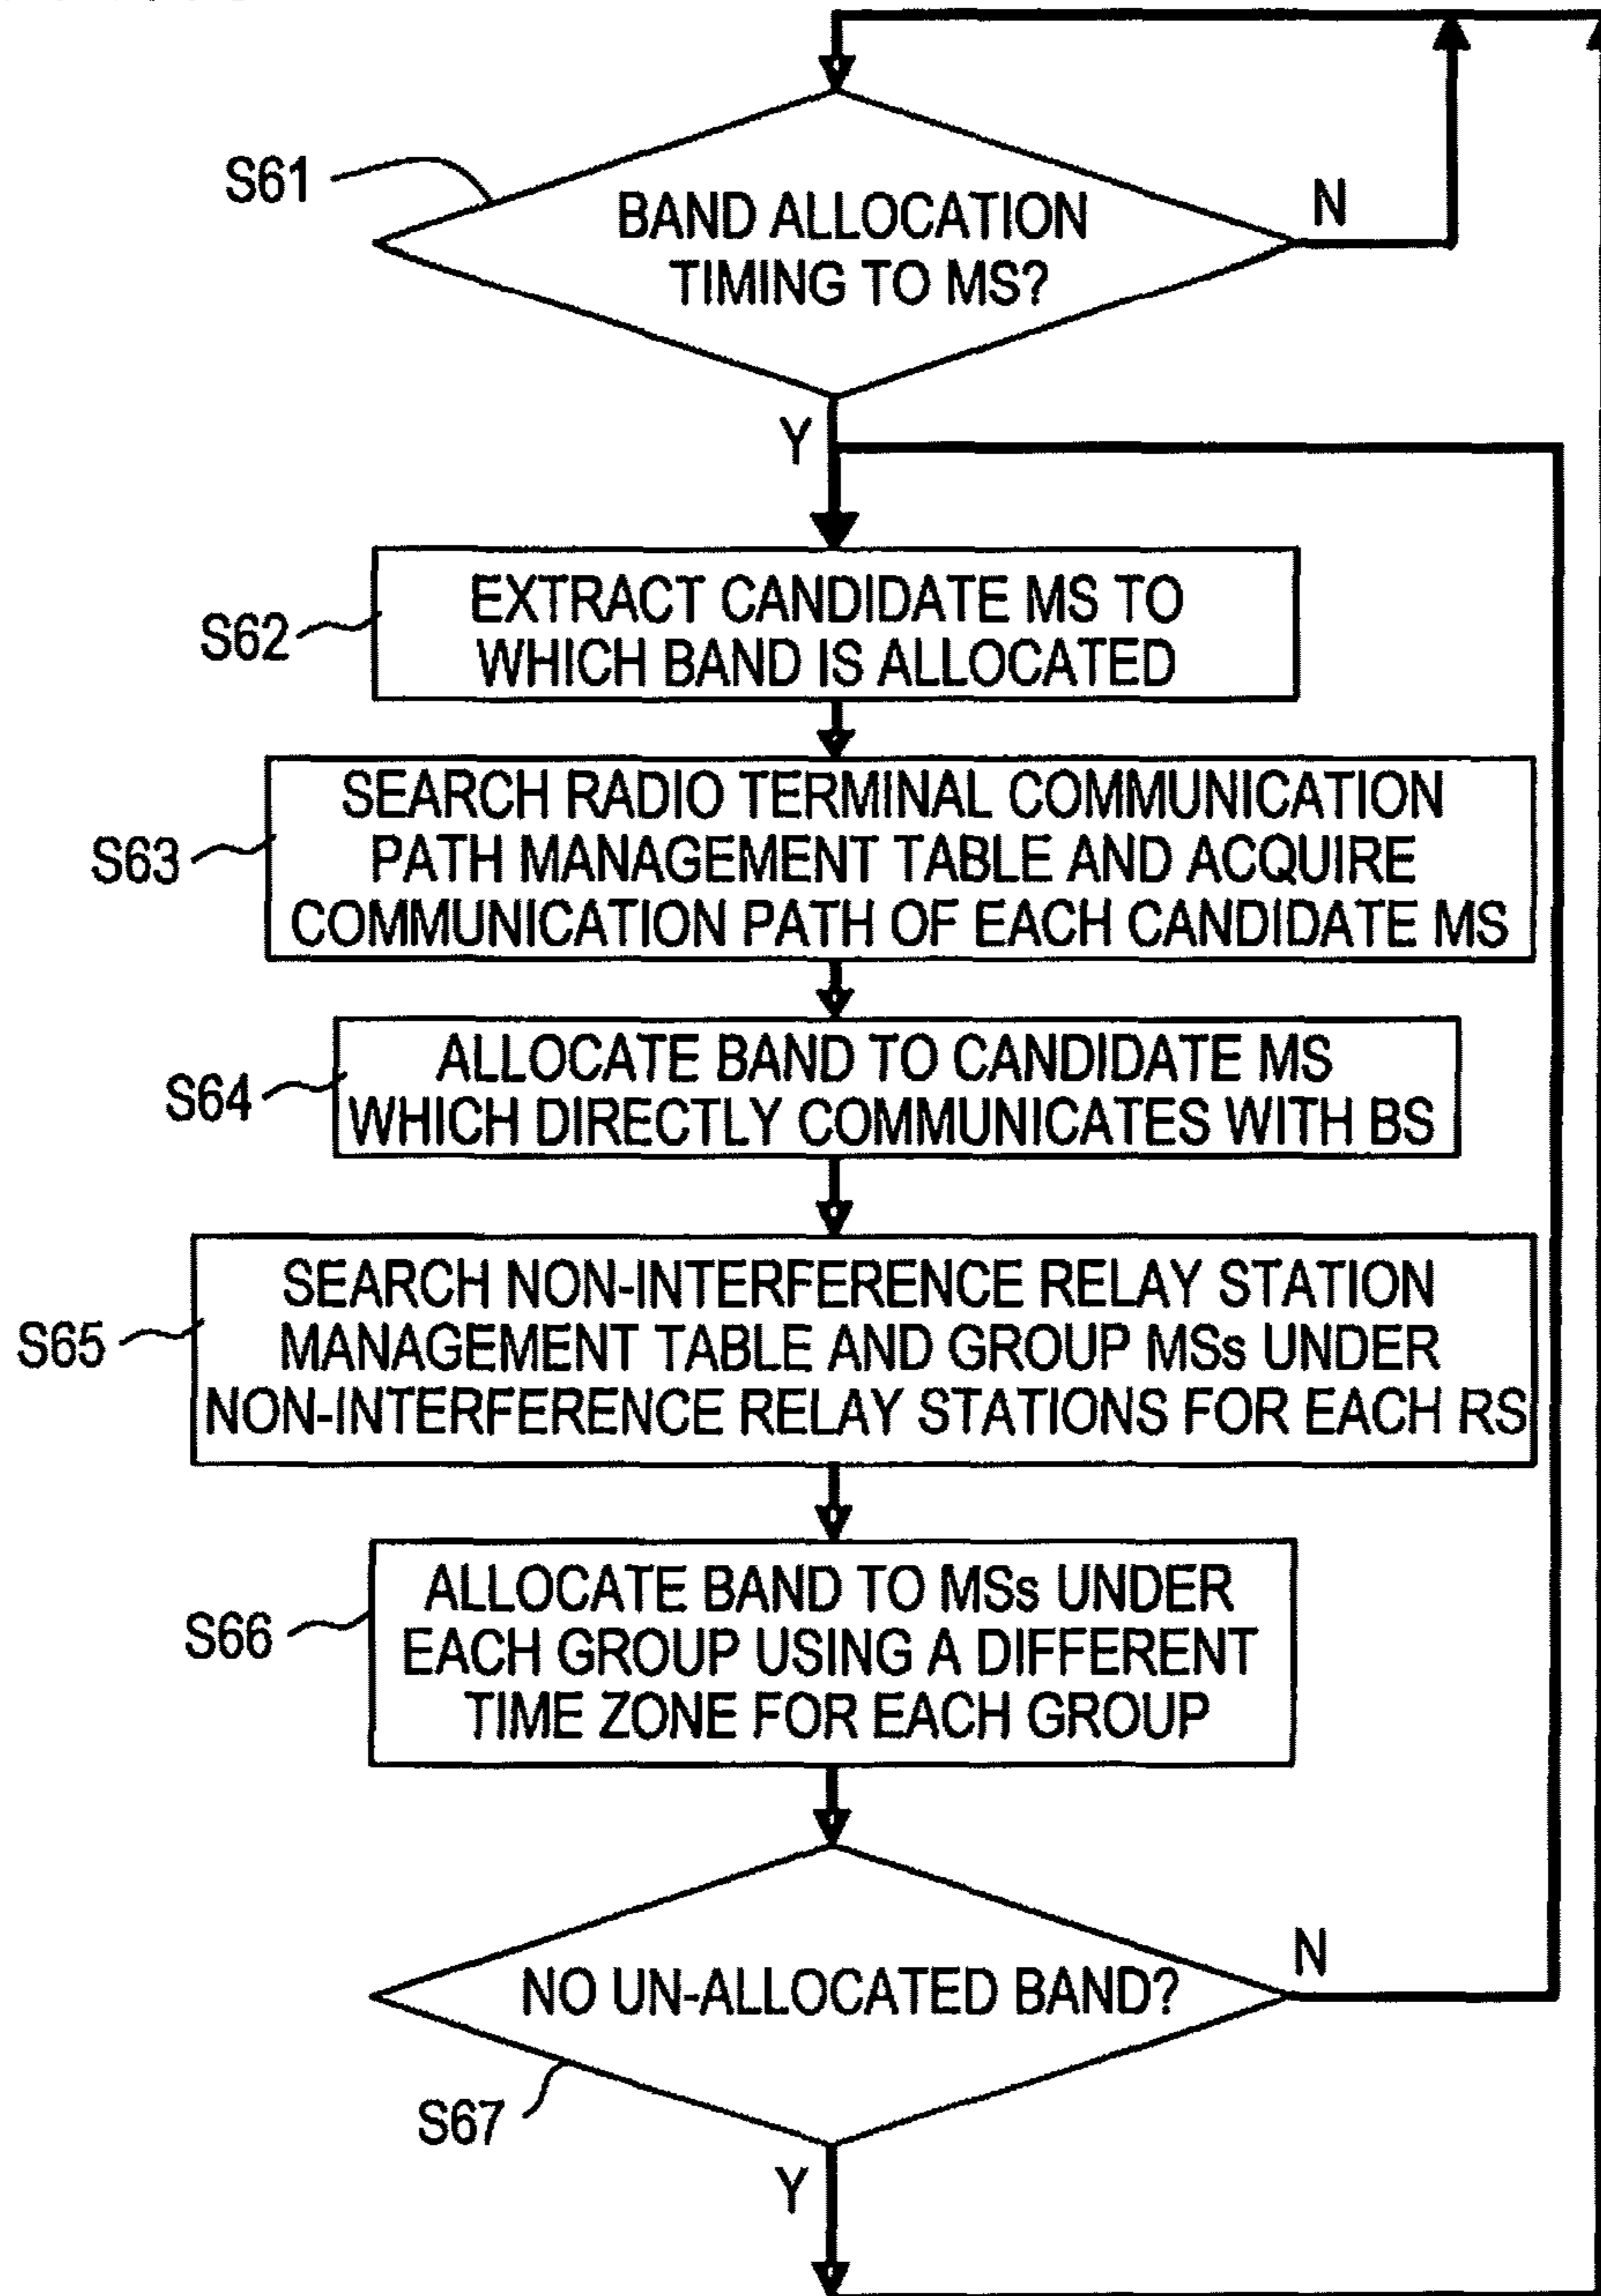 S61
BAND ALLOCATION
TIMING TO MS?
N
Y
S62
EXTRACT CANDIDATE MS TO
WHICH BAND IS ALLOCATED
S63
SEARCH RADIO TERMINAL COMMUNICATION
PATH MANAGEMENT TABLE AND ACQUIRE
COMMUNICATION PATH OF EACH CANDIDATE MS
S64
ALLOCATE BAND TO CANDIDATE MS
WHICH DIRECTLY COMMUNICATES WITH BS
S65
SEARCH NON-INTERFERENCE RELAY STATION
MANAGEMENT TABLE AND GROUP MSs UNDER
NON-INTERFERENCE RELAY STATIONS FOR EACH RS
S66
ALLOCATE BAND TO MSs UNDER
EACH GROUP USING A DIFFERENT
TIME ZONE FOR EACH GROUP
NO UN-ALLOCATED BAND?
N
S67
Y